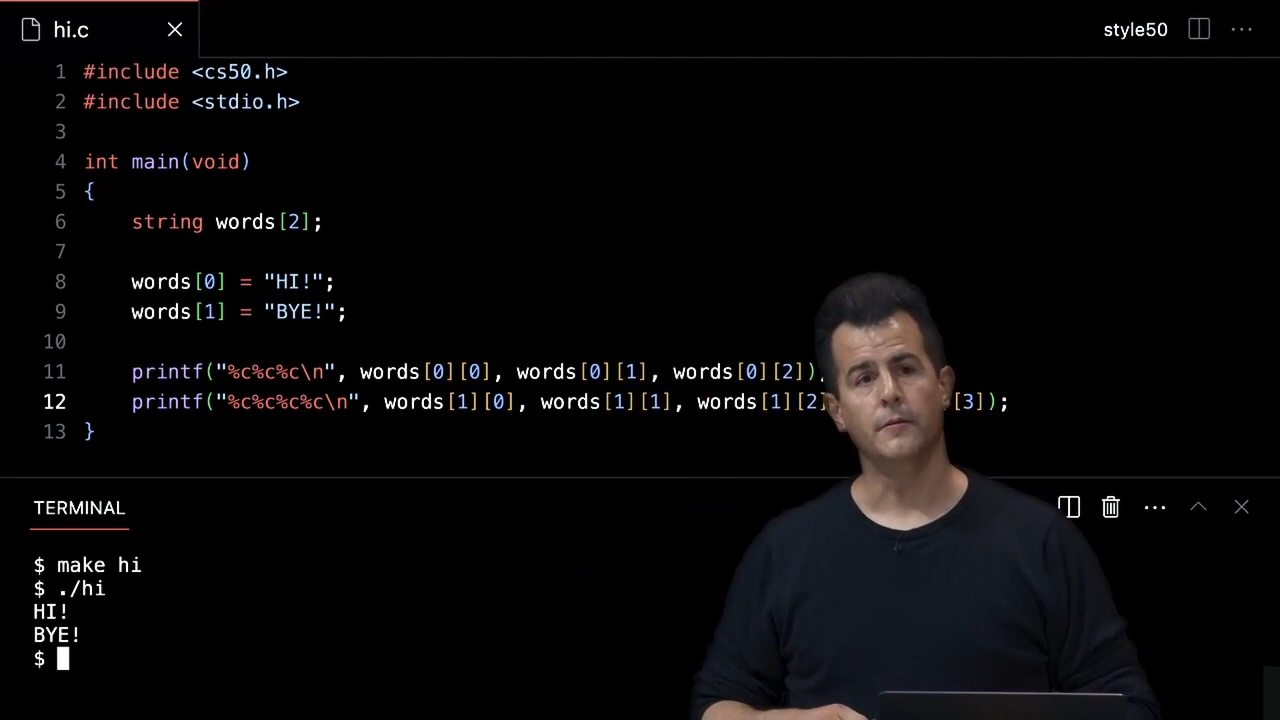 hi.c
style50
1 #include <cs50.h>
2 #include <stdio.h>
3
4 int main(void)
5 {
6 string words[2];
7
8 words[0] = "HI!";
9 words[1] = "BYE!";
10
11 printf("%c%c%c\n", words[0][0], words[0][1], words[0][2])
12 printf("%c%c%c%c\n", words[1][0], words[1][1], words[1][2] [3]);
13 }
TERMINAL
$ make hi
$ ./hi
HI!
BYE!
$